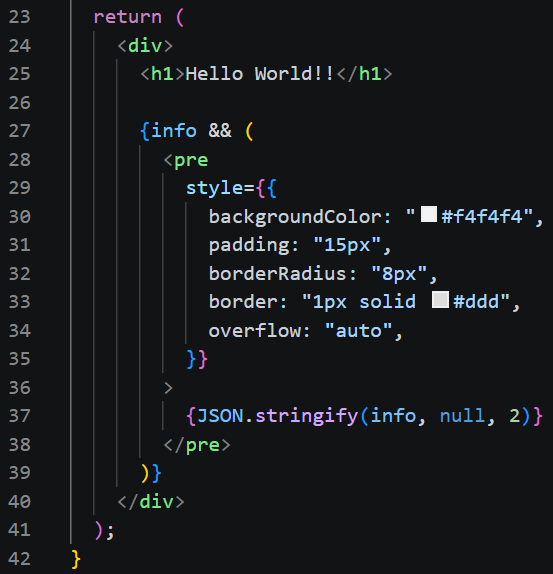 23 return (
24 <div>
25 <h1>Hello World!!</h1>
26
27 {info && (
28 <pre
29 style={{
30 backgroundColor: "#f4f4f4",
31 padding: "15px",
32 borderRadius: "8px",
33 border: "1px solid #ddd",
34 overflow: "auto",
35 }}
36 >
37 {JSON.stringify(info, null, 2)}
38 </pre>
39 )}
40 </div>
41 );
42 }